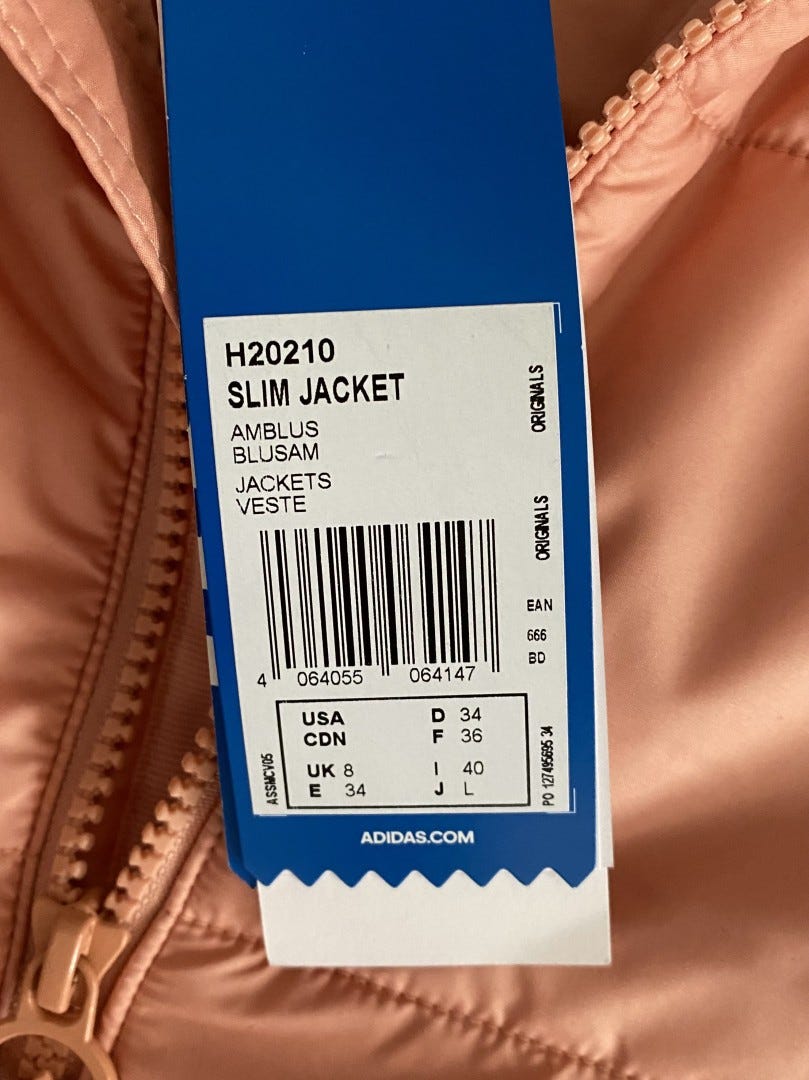 H20210
SLIM JACKET
AMBLUS
BLUSAM
JACKETS
VESTE
ORIGINALS
ORIGINALS
EAN
666
BD
4 064055 064147
USA D 34
CDN F 36
UK 8 I 40
E 34 J L
ASSMCV05
PO 127495695 34
ADIDAS.COM